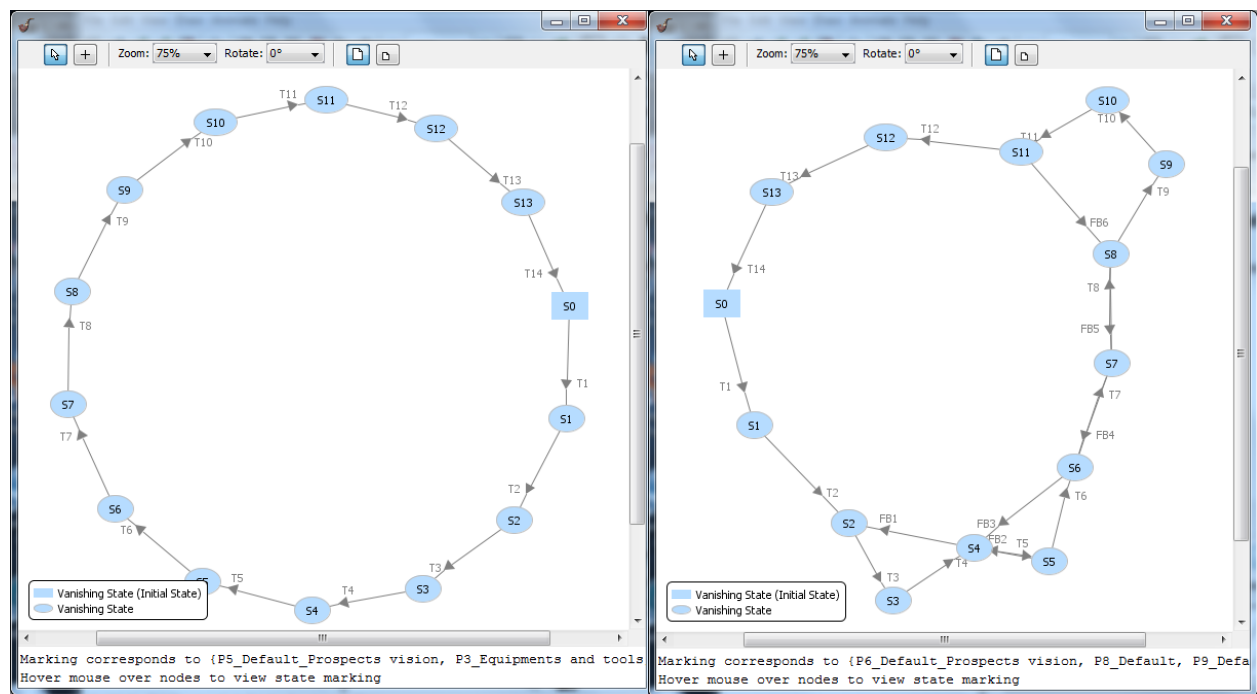 Zoom: 75% Rotate: 0°
S11
T11
T12
S10
S12
T10
T13
S9
S13
T9
T14
S8
S0
T8
T1
S7
S1
T7
T2
S6
S2
T6
T3
S5
T5
T4
S3
S4
Vanishing State (Initial State)
Vanishing State
Marking corresponds to {P5_Default_Prospects vision, P3_Equipments and tools
Hover mouse over nodes to view state marking
Zoom: 75% Rotate: 0°
S10
T10
T12
T11
S12
S11
S9
T13
T9
S13
FB6
S8
T14
T8
S0
FB5
S7
T1
T7
S1
FB4
S6
T2
T6
S2
FB1
FB3
FB2
T5
S4
T4
S5
T3
S3
Vanishing State (Initial State)
Vanishing State
Marking corresponds to {P6_Default_Prospects vision, P8_Default, P9_Defa
Hover mouse over nodes to view state marking